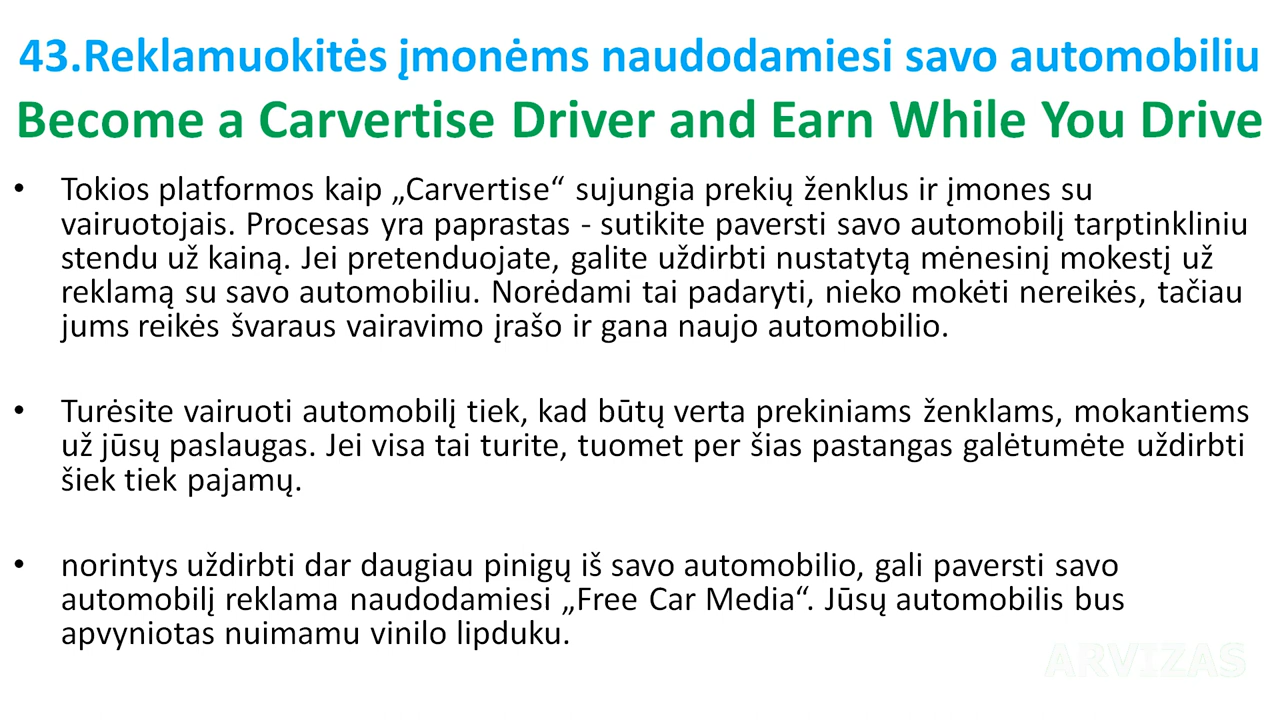 43.Reklamuokitės įmonėms naudodamiesi savo automobiliu
Become a Carvertise Driver and Earn While You Drive
• Tokios platformos kaip „Carvertise“ sujungia prekių ženklus ir įmones su
vairuotojais. Procesas yra paprastas - sutikite paversti savo automobilį tarptinkliniu
stendu už kainą. Jei pretenduojate, galite uždirbti nustatytą mėnesinį mokestį už
reklamą su savo automobiliu. Norėdami tai padaryti, nieko mokėti nereikės, tačiau
jums reikės švaraus vairavimo įrašo ir gana naujo automobilio.
• Turėsite vairuoti automobilį tiek, kad būtų verta prekiniams ženklams, mokantiems
už jūsų paslaugas. Jei visa tai turite, tuomet per šias pastangas galėtumėte uždirbti
šiek tiek pajamų.
• norintys uždirbti dar daugiau pinigų iš savo automobilio, gali paversti savo
automobilį reklama naudodamiesi „Free Car Media“. Jūsų automobilis bus
apvyniotas nuimamu vinilo lipduku.
ARVIZAS